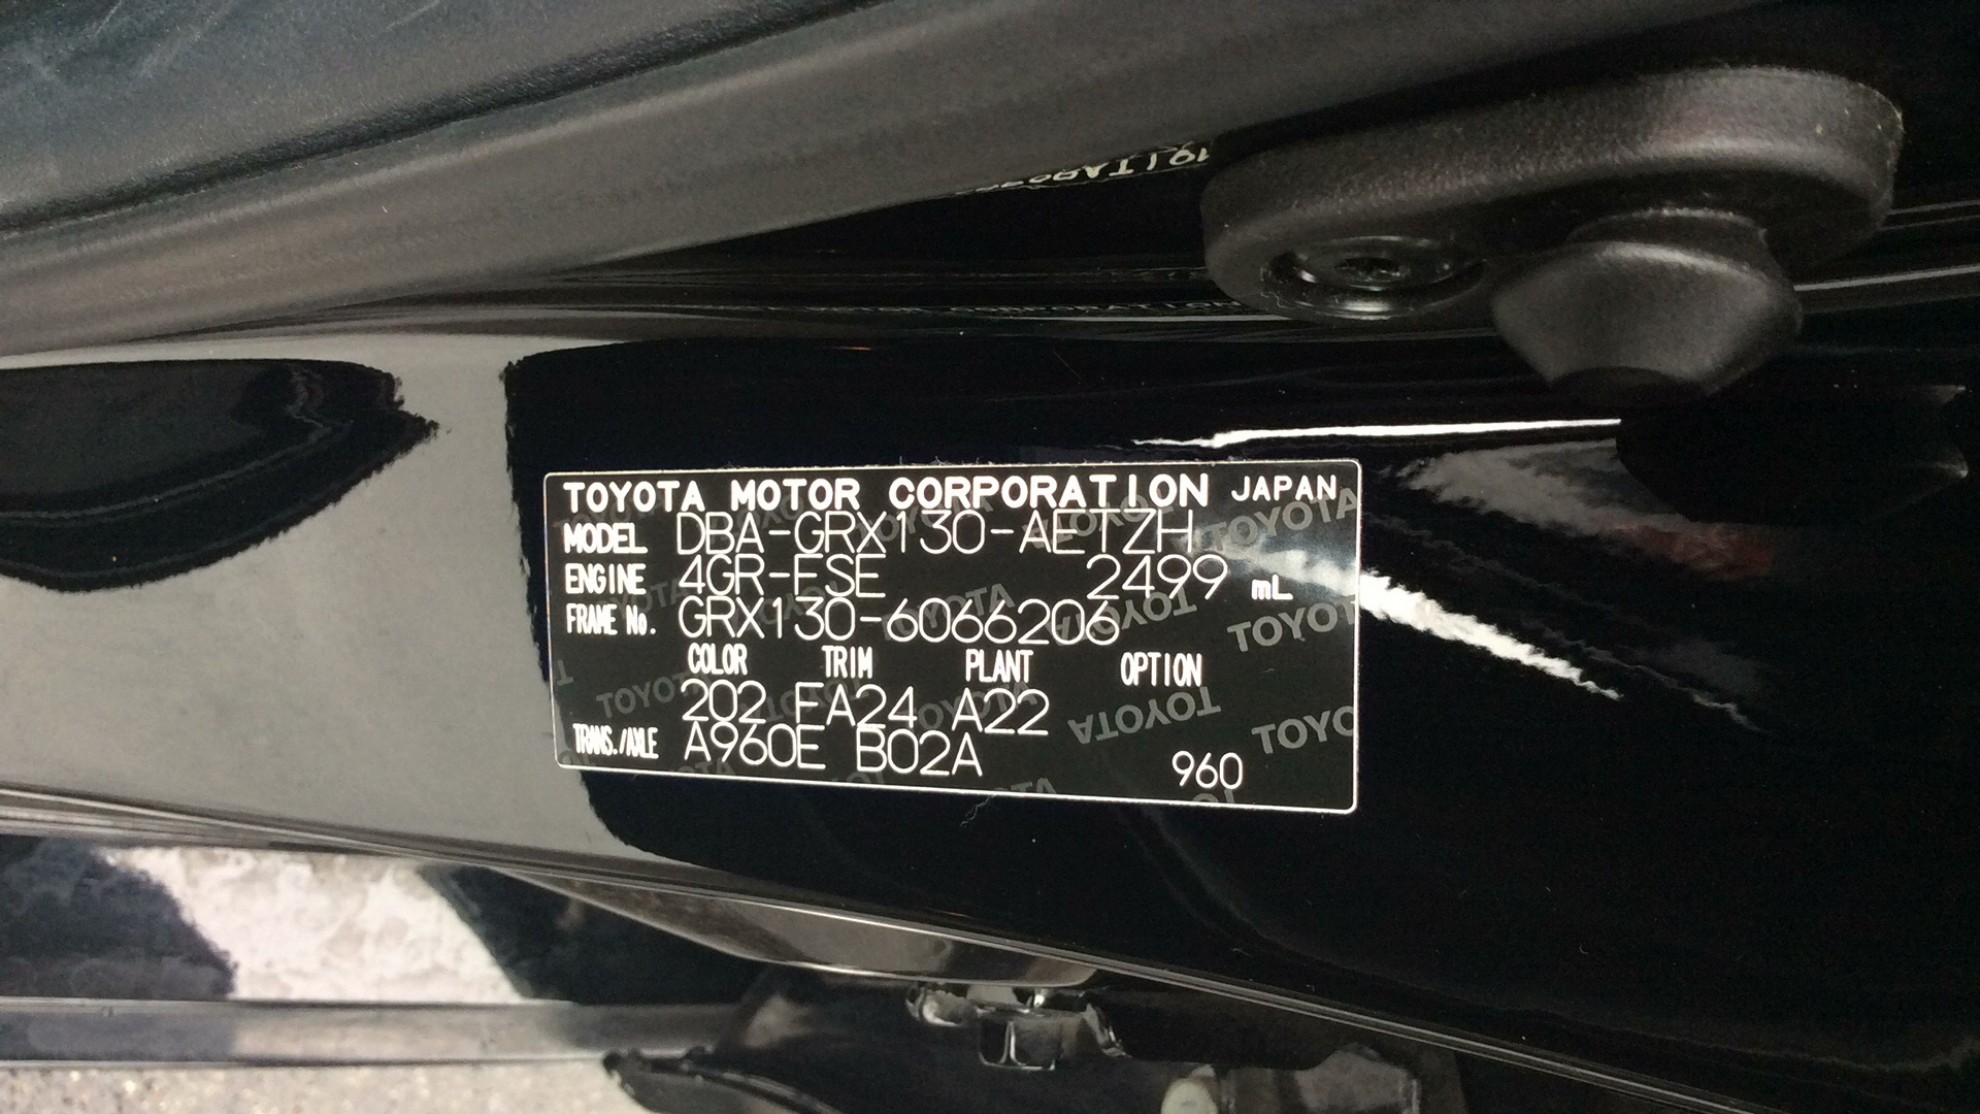 TOYOTA MOTOR CORPORATION JAPAN
MODEL DBA-GRX130-AETZH
ENGINE 4GR-FSE 2499 mL
FRAME No. GRX130-6066206
COLOR TRIM PLANT OPTION
202 FA24 A22
TRANS./AXLE A960E B02A 960